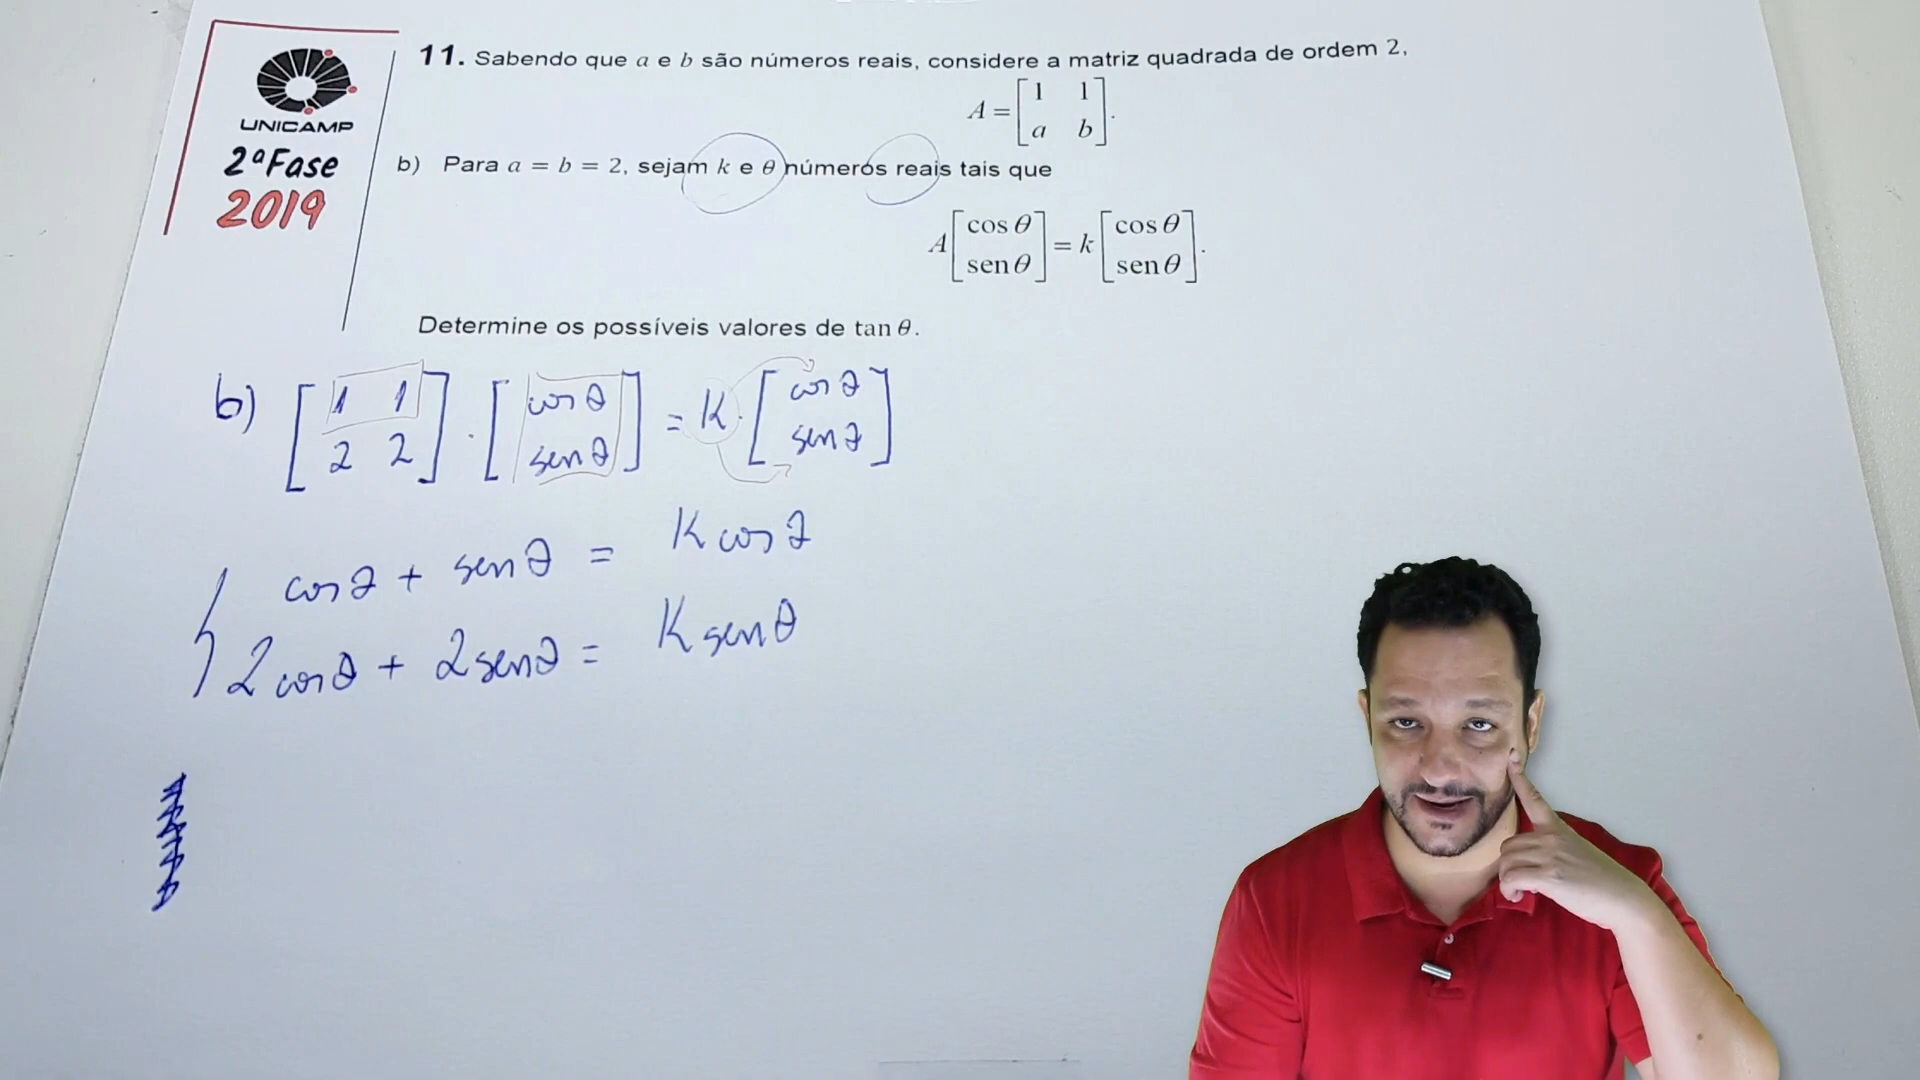 UNICAMP
2ª Fase
2019
11. Sabendo que a e b são números reais, considere a matriz quadrada de ordem 2,
A = [1 1
a b].
b) Para a = b = 2, sejam k e θ números reais tais que
A [cos θ
sen θ] = k [cos θ
sen θ].
Determine os possíveis valores de tan θ.
b) [1 1
2 2] · [cos θ
sen θ] = K · [cos θ
sen θ]
cos θ + sen θ = K cos θ
2 cos θ + 2 sen θ = K sen θ